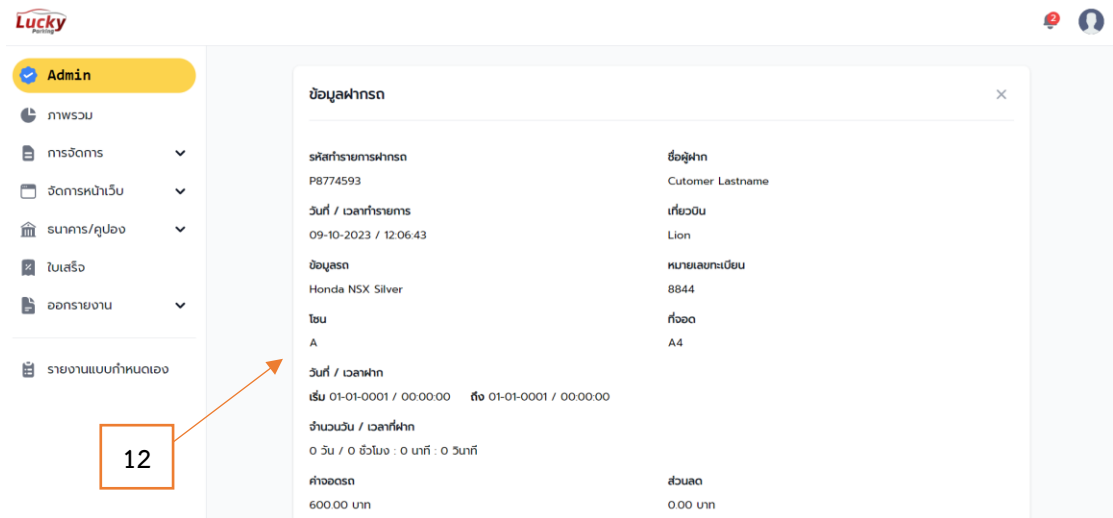 Lucky
Parking
2
Admin
ภาพรวม
การจัดการ
จัดการหน้าเว็บ
ธนาคาร/คูปอง
ใบเสร็จ
ออกรายงาน
รายงานแบบกำหนดเอง
12
ข้อมูลฝากรถ
รหัสทำรายการฝากรถ ชื่อผู้ฝาก
P8774593 Cutomer Lastname
วันที่ / เวลาทำรายการ เที่ยวบิน
09-10-2023 / 12:06:43 Lion
ข้อมูลรถ หมายเลขทะเบียน
Honda NSX Silver 8844
โซน ที่จอด
A A4
วันที่ / เวลาฝาก
เริ่ม 01-01-0001 / 00:00:00 ถึง 01-01-0001 / 00:00:00
จำนวนวัน / เวลาที่ฝาก
0 วัน / 0 ชั่วโมง : 0 นาที : 0 วินาที
ค่าจอดรถ ส่วนลด
600.00 บาท 0.00 บาท